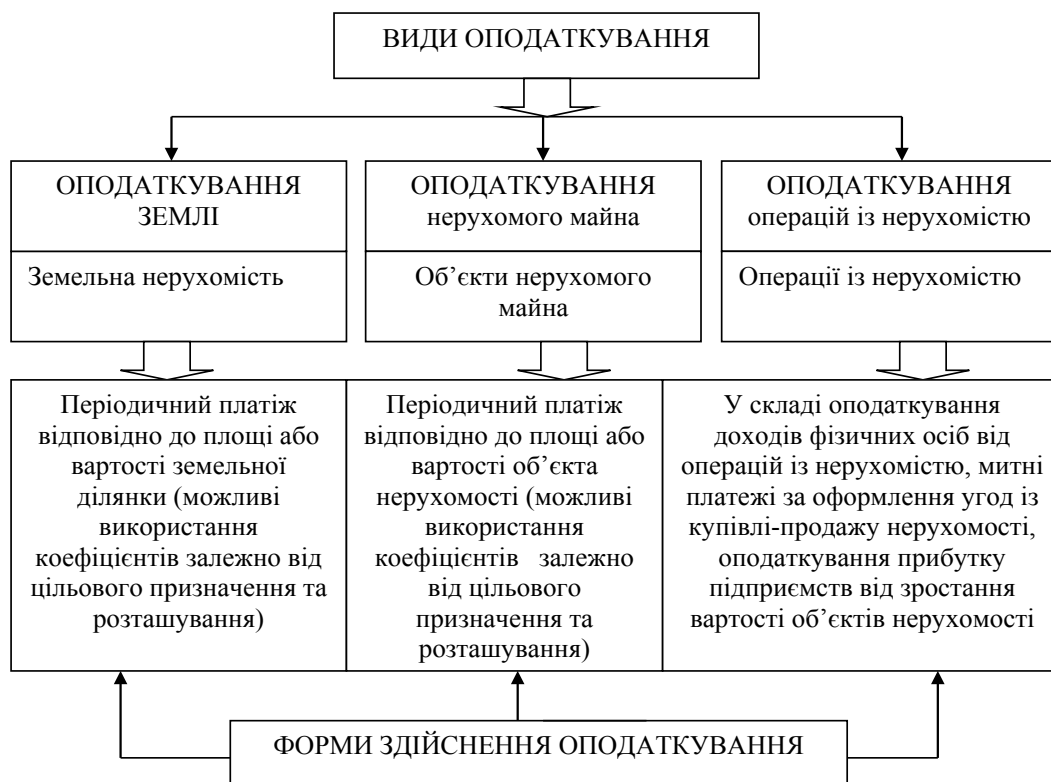 ВИДИ ОПОДАТКУВАННЯ
ОПОДАТКУВАННЯ
ЗЕМЛІ
Земельна нерухомість
ОПОДАТКУВАННЯ
нерухомого майна
Об’єкти нерухомого
майна
ОПОДАТКУВАННЯ
операцій із нерухомістю
Операції із нерухомістю
Періодичний платіж
відповідно до площі або
вартості земельної
ділянки (можливі
використання
коефіцієнтів залежно від
цільового призначення та
розташування)
Періодичний платіж
відповідно до площі або
вартості об’єкта
нерухомості (можливі
використання
коефіцієнтів залежно
від цільового
призначення та
розташування)
У складі оподаткування
доходів фізичних осіб від
операцій із нерухомістю, митні
платежі за оформлення угод із
купівлі-продажу нерухомості,
оподаткування прибутку
підприємств від зростання
вартості об’єктів нерухомості
ФОРМИ ЗДІЙСНЕННЯ ОПОДАТКУВАННЯ